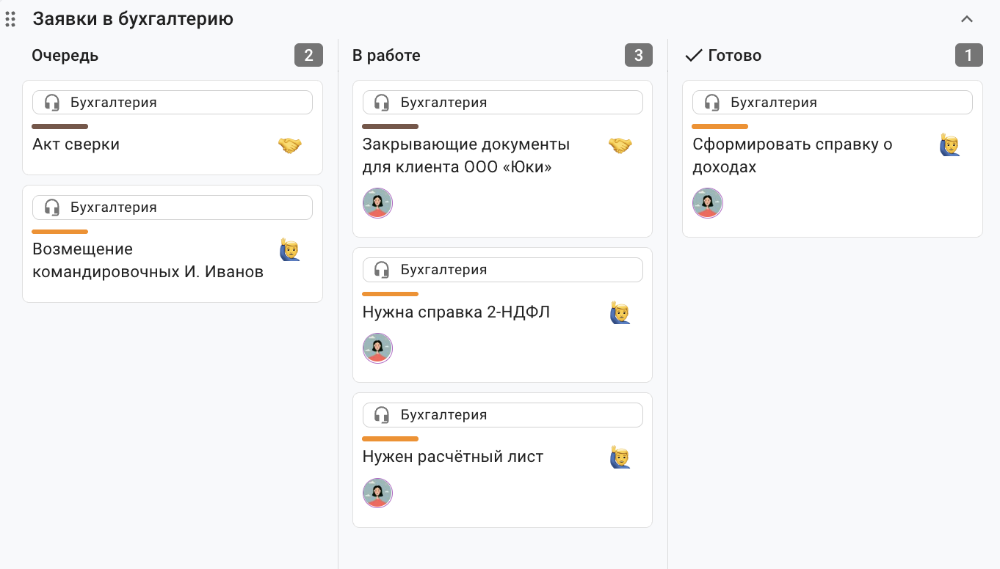 Заявки в бухгалтерию
Очередь
2
Бухгалтерия
Акт сверки
Бухгалтерия
Возмещение
командировочных И. Иванов
В работе
3
Бухгалтерия
Закрывающие документы
для клиента ООО «Юки»
Бухгалтерия
Нужна справка 2-НДФЛ
Бухгалтерия
Нужен расчётный лист
Готово
1
Бухгалтерия
Сформировать справку о
доходах